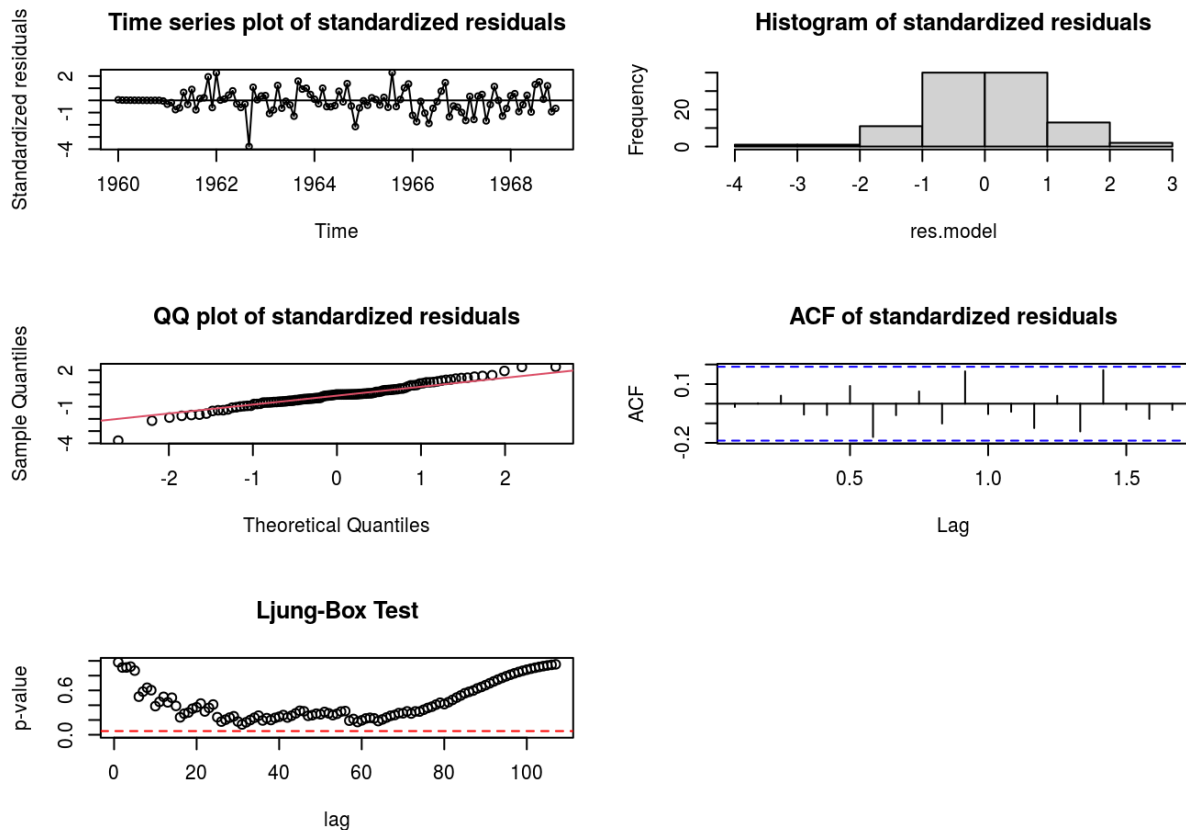 Time series plot of standardized residuals
Standardized residuals
2
-1
-4
1960
1962
1964
1966
1968
Time
Histogram of standardized residuals
Frequency
20
0
-4
-3
-2
-1
0
1
2
3
res.model
QQ plot of standardized residuals
Sample Quantiles
2
-1
-4
-2
-1
0
1
2
Theoretical Quantiles
ACF of standardized residuals
ACF
0.1
-0.2
0.5
1.0
1.5
Lag
Ljung-Box Test
p-value
0.6
0.0
0
20
40
60
80
100
lag